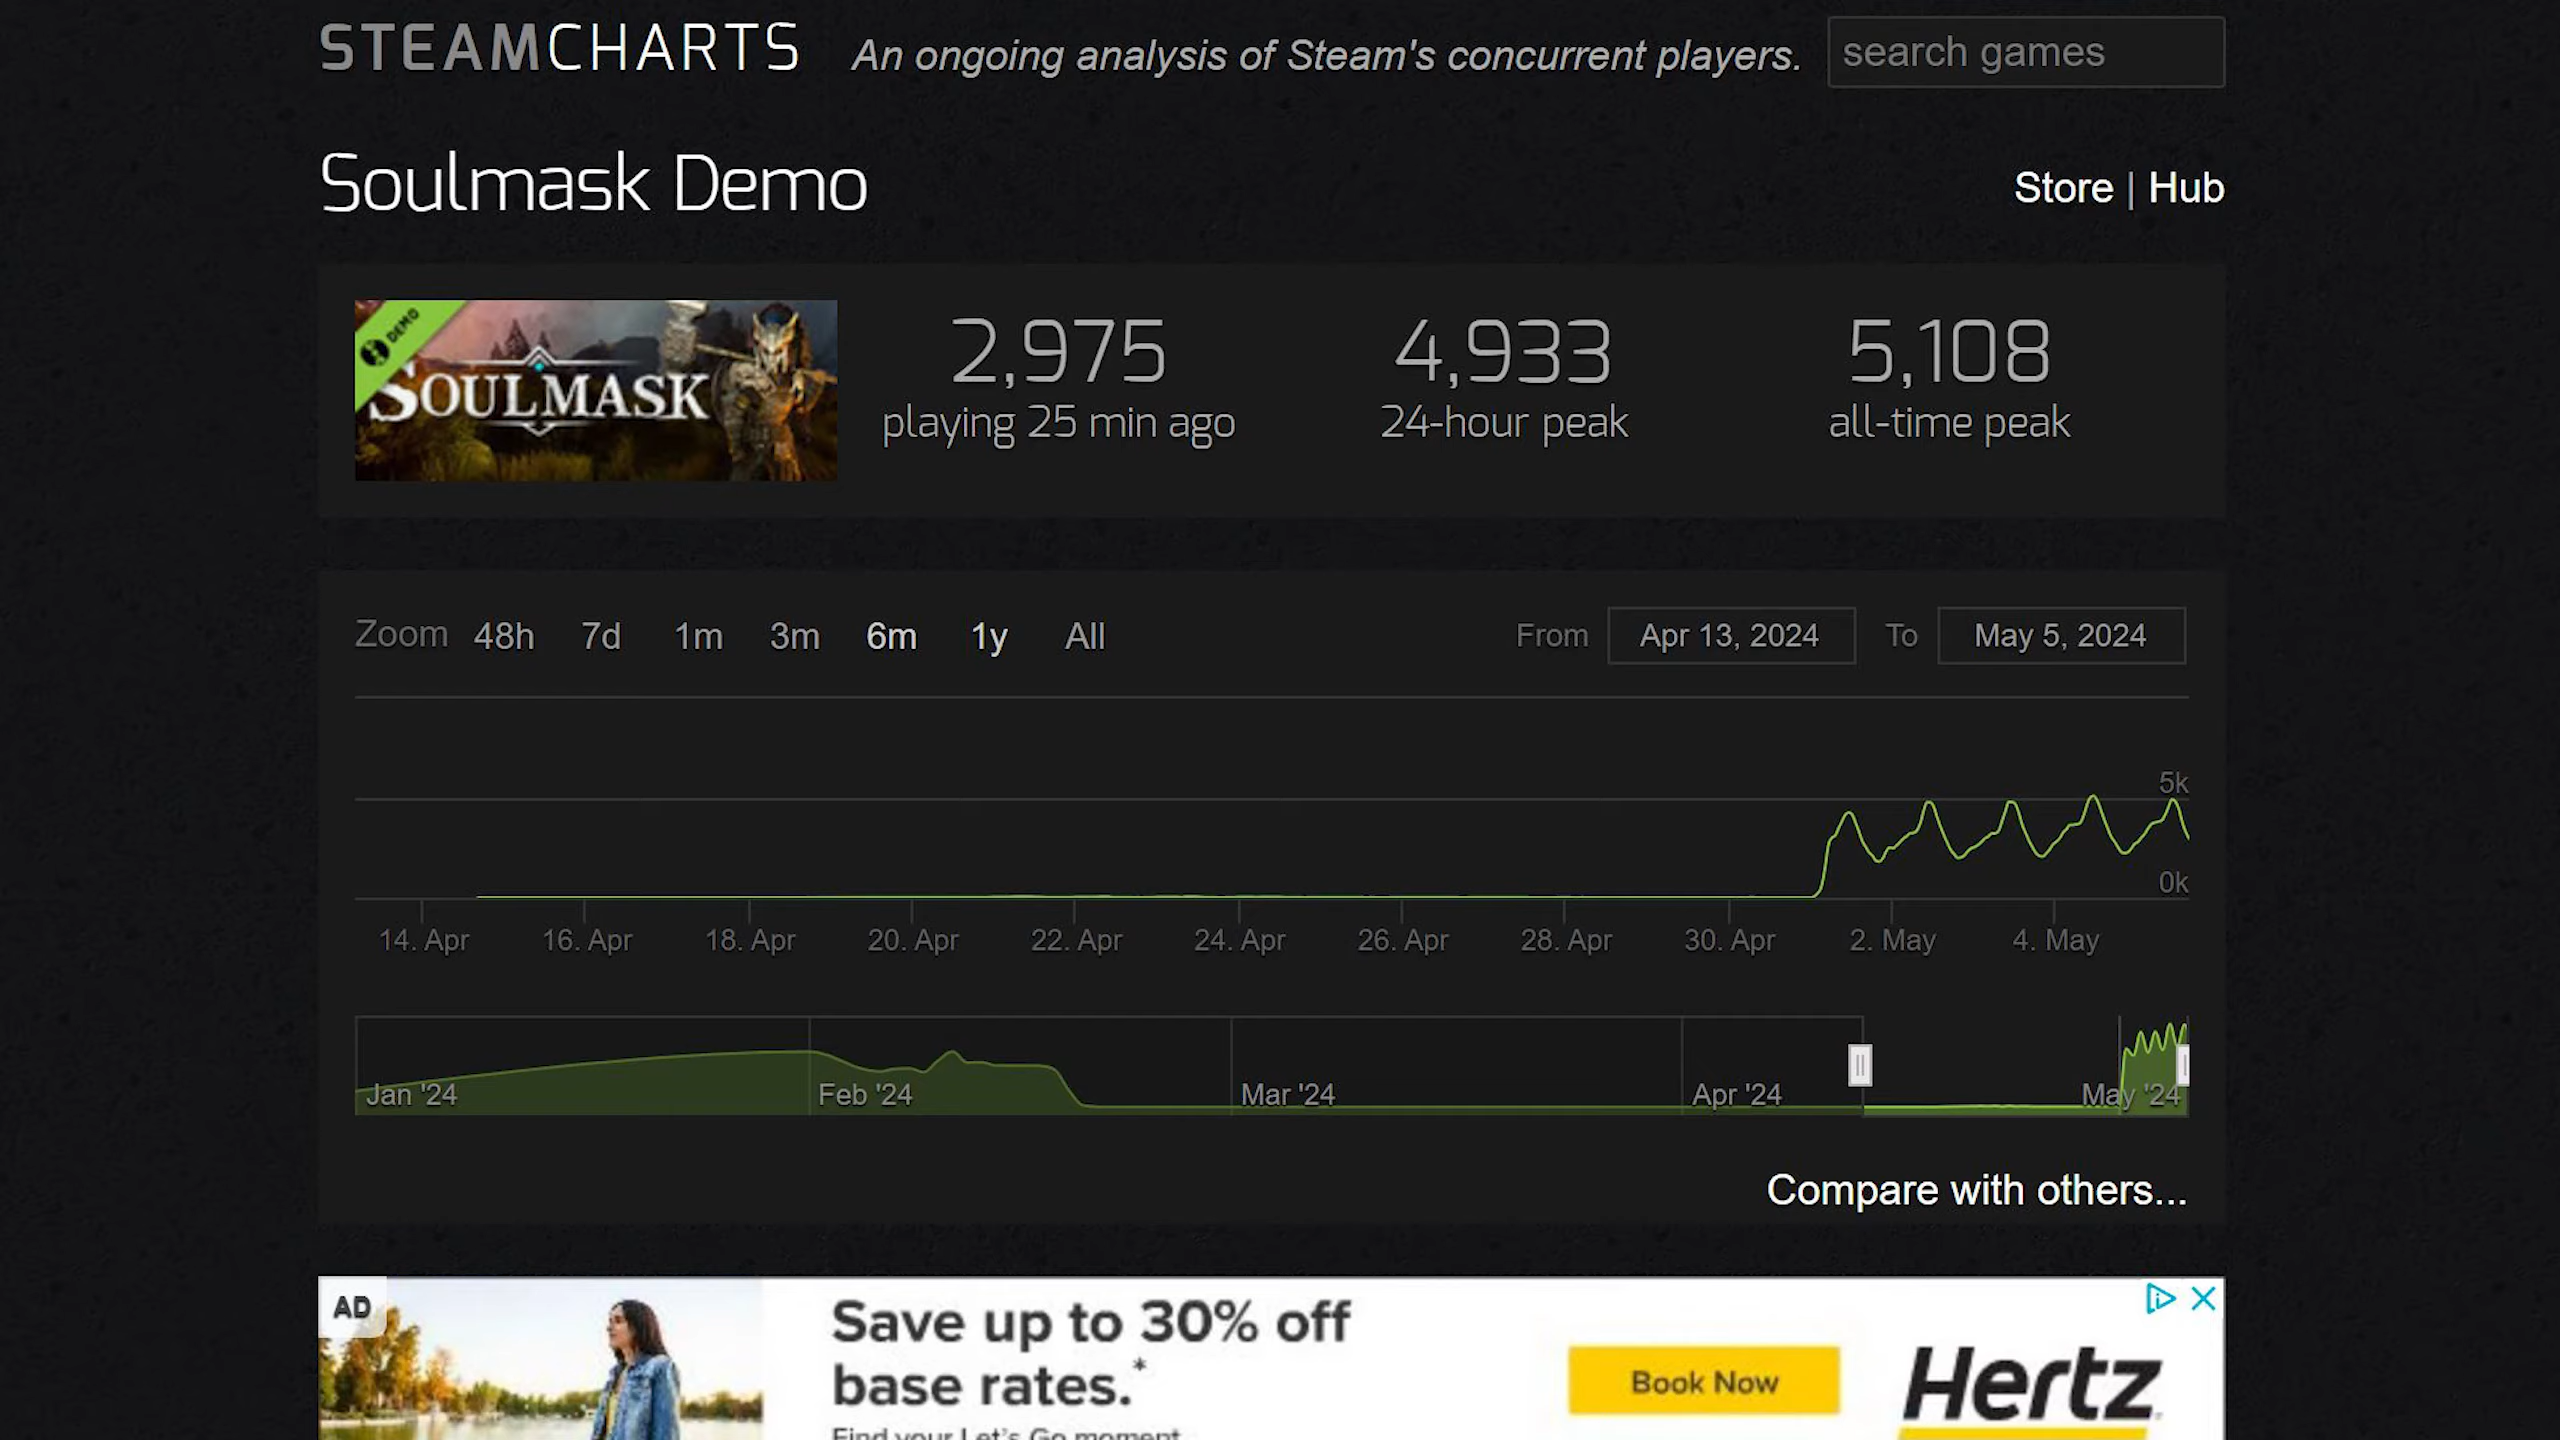 STEAMCHARTS An ongoing analysis of Steam's concurrent players. search games
Soulmask Demo Store | Hub
DEMO
SOULMASK
2,975 4,933 5,108
playing 25 min ago 24-hour peak all-time peak
Zoom 48h 7d 1m 3m 6m 1y All From Apr 13, 2024 To May 5, 2024
5k
0k
14. Apr 16. Apr 18. Apr 20. Apr 22. Apr 24. Apr 26. Apr 28. Apr 30. Apr 2. May 4. May
Jan '24 Feb '24 Mar '24 Apr '24 May '24
Compare with others...
AD
Save up to 30% off
base rates.*
Find your Let's Go moment
Book Now
Hertz